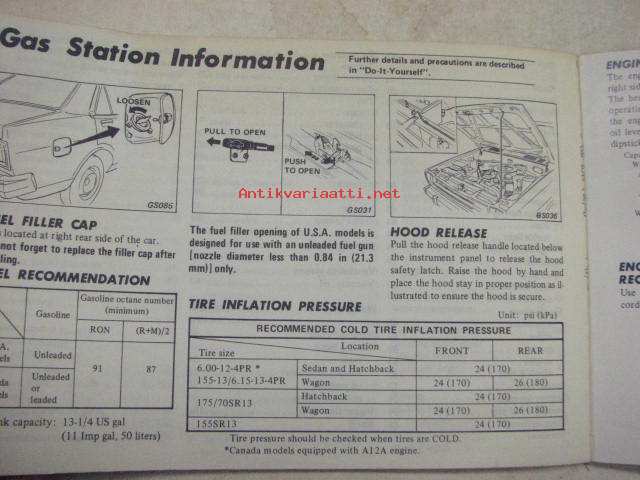 Gas Station Information
Further details and precautions are described
in "Do-It-Yourself".
LOOSEN
GS085
PULL TO OPEN
PUSH
TO OPEN
GS031
GS036
FILLER CAP
located at right rear side of the car.
not forget to replace the filler cap after
RECOMMENDATION
Gasoline
Gasoline octane number
(minimum)
RON
(R+M)/2
Unleaded
91
87
Unleaded
or
leaded
capacity: 13-1/4 US gal
(11 Imp gal, 50 liters)
The fuel filler opening of U.S.A. models is
designed for use with an unleaded fuel gun
[nozzle diameter less than 0.84 in (21.3
mm)] only.
HOOD RELEASE
Pull the hood release handle located below
the instrument panel to release the hood
safety latch. Raise the hood by hand and
place the hood stay in proper position as il-
lustrated to ensure the hood is secure.
TIRE INFLATION PRESSURE
Unit: psi (kPa)
RECOMMENDED COLD TIRE INFLATION PRESSURE
Tire size
Location
FRONT
REAR
6.00-12-4PR *
155-13/6.15-13-4PR
Sedan and Hatchback
24 (170)
Wagon
24 (170)
26 (180)
175/70SR13
Hatchback
24 (170)
Wagon
24 (170)
26 (180)
155SR13
24 (170)
Tire pressure should be checked when tires are COLD.
*Canada models equipped with A12A engine.
Antikvariaatti.net
The
right
The
the
oil
dipstick
Use